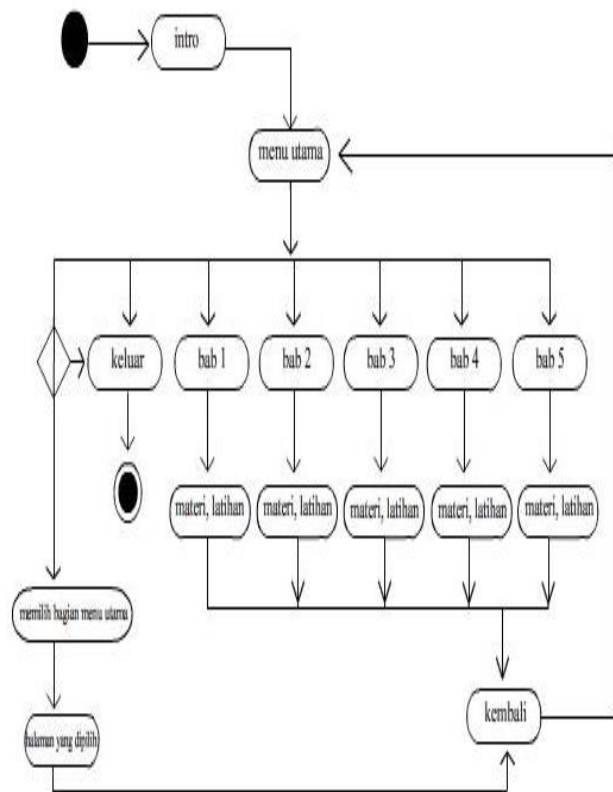 intro
menu utama
keluar
bab 1
bab 2
bab 3
bab 4
bab 5
materi, latihan
materi, latihan
materi, latihan
materi, latihan
materi, latihan
memilih bagian menu utama
halaman yang dipilih
kembali